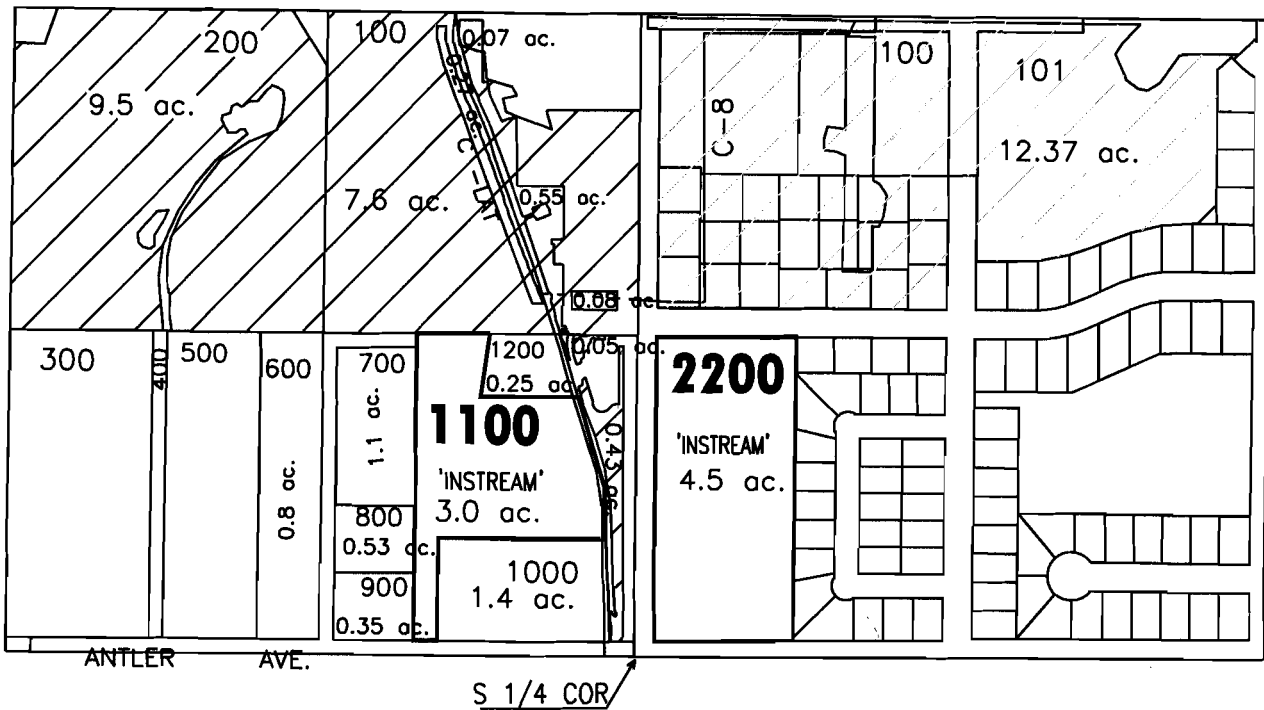 200
9.5 ac.
100
0.07 ac.
7.6 ac.
0.55 ac.
0.08 ac.
100
C-8
101
12.37 ac.
300
400
500
600
0.8 ac.
700
1.1 ac.
800
0.53 ac.
900
0.35 ac.
1200
0.25 ac.
0.05 ac.
0.43 ac.
1100
'INSTREAM'
3.0 ac.
1000
1.4 ac.
2200
'INSTREAM'
4.5 ac.
ANTLER AVE.
S 1/4 COR